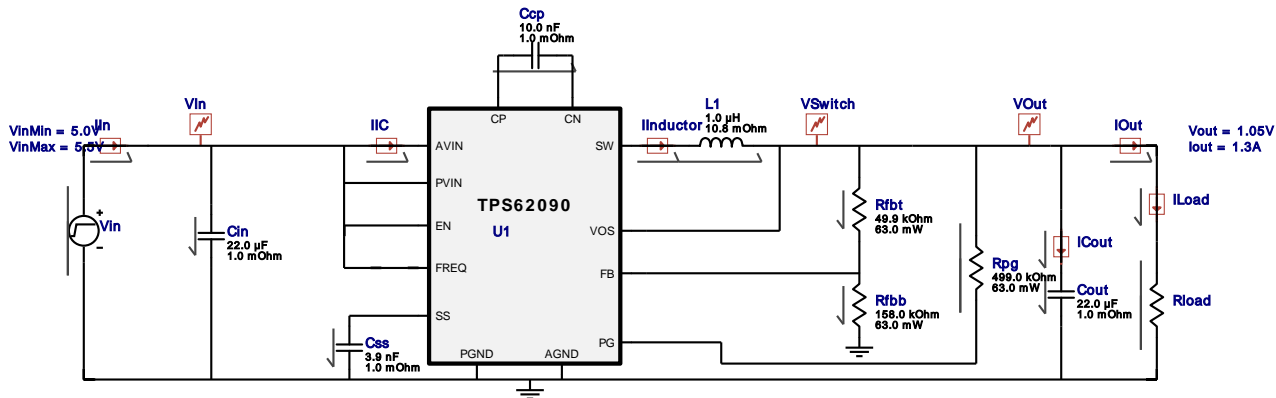 Ccp
10.0 nF
1.0 mOhm
VinMin = 5.0V
VinMax = 5.5V
IIn
VIn
IIC
IInductor
L1
1.0 µH
10.8 mOhm
VSwitch
VOut
IOut
Vout = 1.05V
Iout = 1.3A
CP
CN
AVIN
SW
PVIN
TPS62090
EN
U1
VOS
FREQ
FB
SS
PG
PGND
AGND
+
Vin
–
Cin
22.0 µF
1.0 mOhm
Css
3.9 nF
1.0 mOhm
Rfbt
49.9 kOhm
63.0 mW
Rfbb
158.0 kOhm
63.0 mW
Rpg
499.0 kOhm
63.0 mW
ICout
Cout
22.0 µF
1.0 mOhm
ILoad
Rload